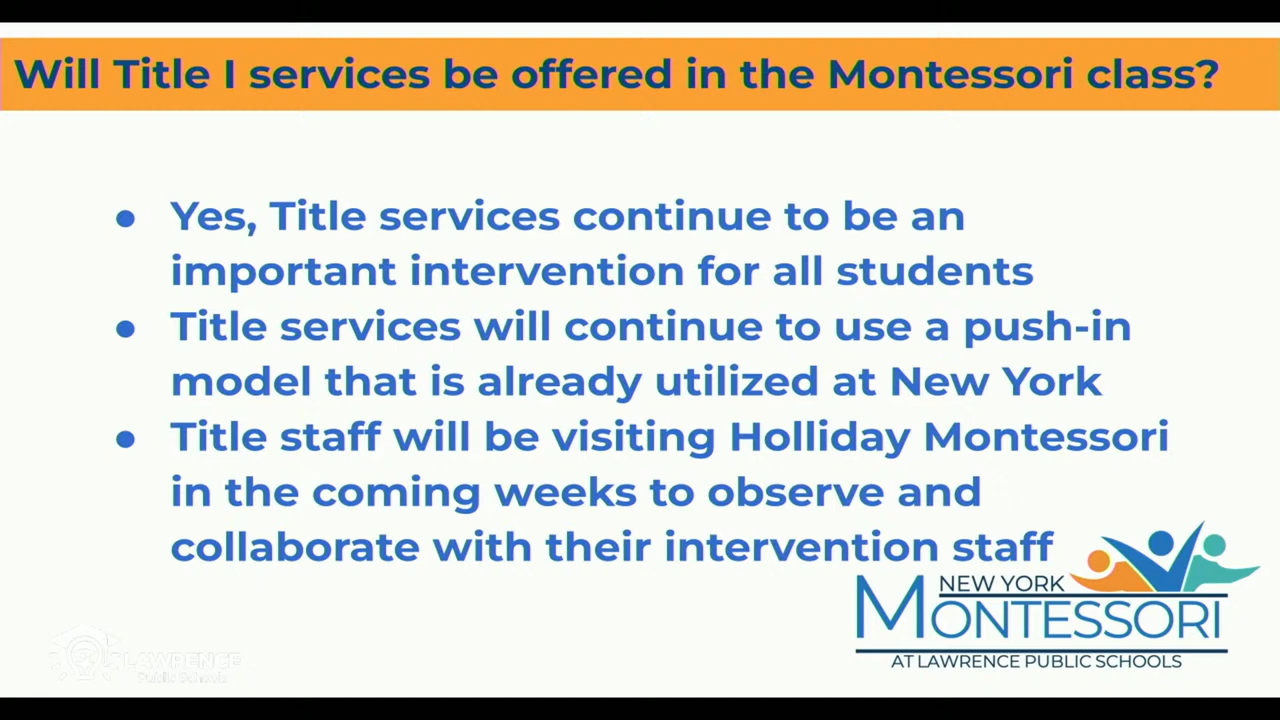 Will Title I services be offered in the Montessori class?
● Yes, Title services continue to be an
important intervention for all students
● Title services will continue to use a push-in
model that is already utilized at New York
● Title staff will be visiting Holliday Montessori
in the coming weeks to observe and
collaborate with their intervention staff
NEW YORK
MONTESSORI
AT LAWRENCE PUBLIC SCHOOLS
LAWRENCE
Public Schools